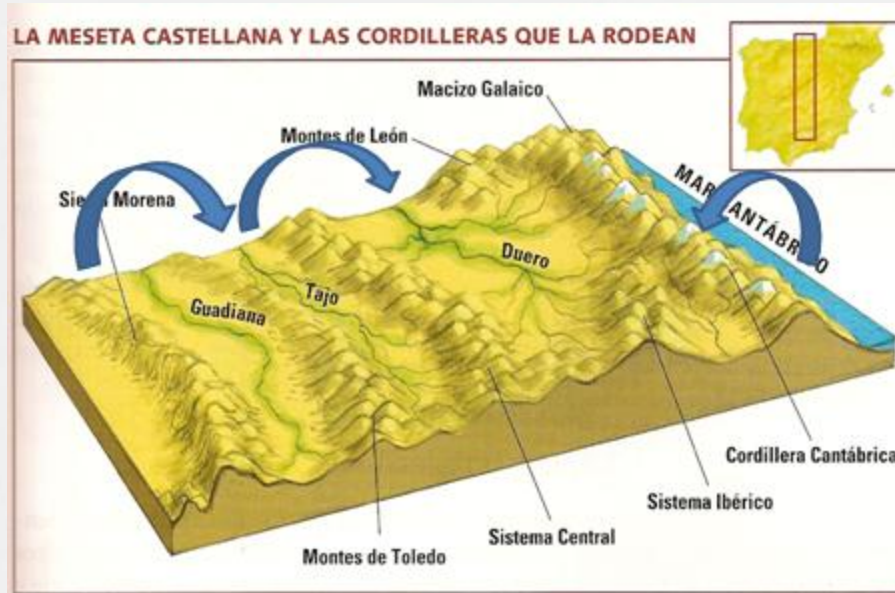 LA MESETA CASTELLANA Y LAS CORDILLERAS QUE LA RODEAN
Macizo Galaico
Montes de León
Morena
MAR
Duero
Tajo
Guadiana
Cordillera Cantábrica
Sistema Ibérico
Sistema Central
Montes de Toledo